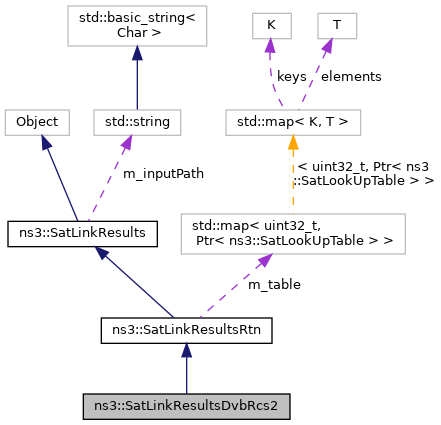 std::basic_string<
Char >
K
T
keys
elements
Object
std::string
std::map< K, T >
m_inputPath
< uint32_t, Ptr< ns3
::SatLookUpTable > >
ns3::SatLinkResults
std::map< uint32_t,
Ptr< ns3::SatLookUpTable > >
m_table
ns3::SatLinkResultsRtn
ns3::SatLinkResultsDvbRcs2